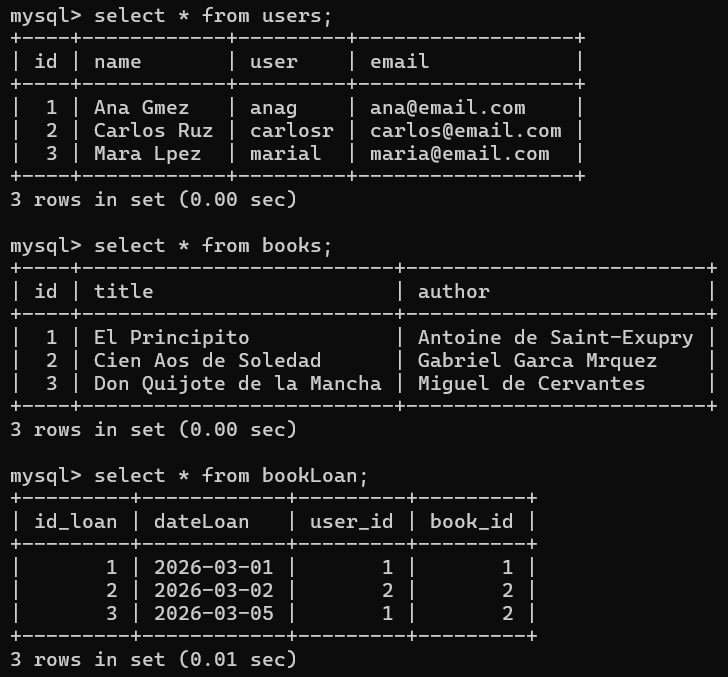 mysql> select * from users;
+----+------------+---------+------------------+
| id | name       | user    | email            |
+----+------------+---------+------------------+
|  1 | Ana Gmez   | anag    | ana@email.com    |
|  2 | Carlos Ruz | carlosr | carlos@email.com |
|  3 | Mara Lpez  | marial  | maria@email.com  |
+----+------------+---------+------------------+
3 rows in set (0.00 sec)
mysql> select * from books;
+----+--------------------------+-------------------------+
| id | title                    | author                  |
+----+--------------------------+-------------------------+
|  1 | El Principito            | Antoine de Saint-Exupry |
|  2 | Cien Aos de Soledad      | Gabriel Garca Mrquez    |
|  3 | Don Quijote de la Mancha | Miguel de Cervantes     |
+----+--------------------------+-------------------------+
3 rows in set (0.00 sec)
mysql> select * from bookLoan;
+---------+------------+---------+---------+
| id_loan | dateLoan   | user_id | book_id |
+---------+------------+---------+---------+
|       1 | 2026-03-01 |       1 |       1 |
|       2 | 2026-03-02 |       2 |       2 |
|       3 | 2026-03-05 |       1 |       2 |
+---------+------------+---------+---------+
3 rows in set (0.01 sec)